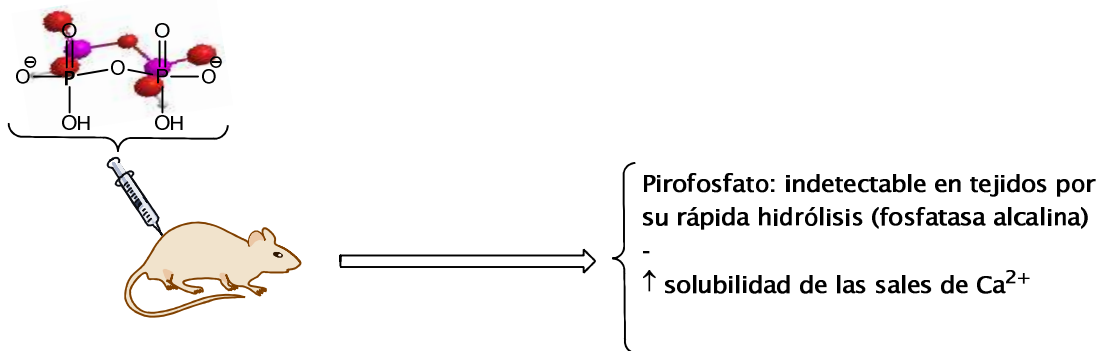 O O
⊖ ⊖
O P O P O
OH OH
Pirofosfato: indetectable en tejidos por
su rápida hidrólisis (fosfatasa alcalina)
-
↑ solubilidad de las sales de Ca²⁺